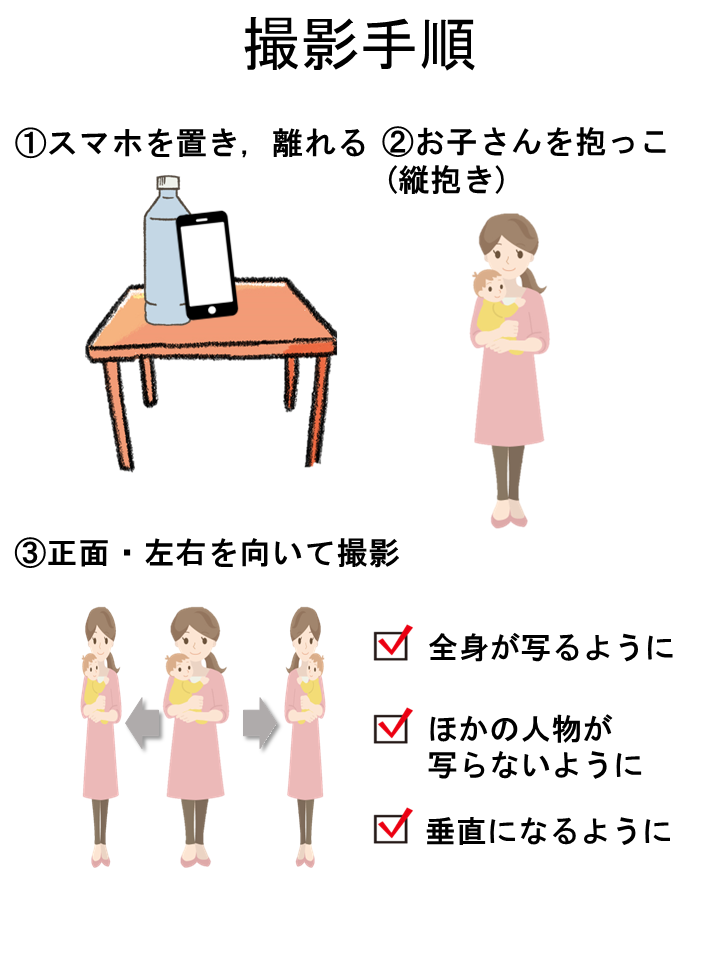 撮影手順
①スマホを置き，離れる
②お子さんを抱っこ
(縦抱き)
③正面・左右を向いて撮影
全身が写るように
ほかの人物が
写らないように
垂直になるように